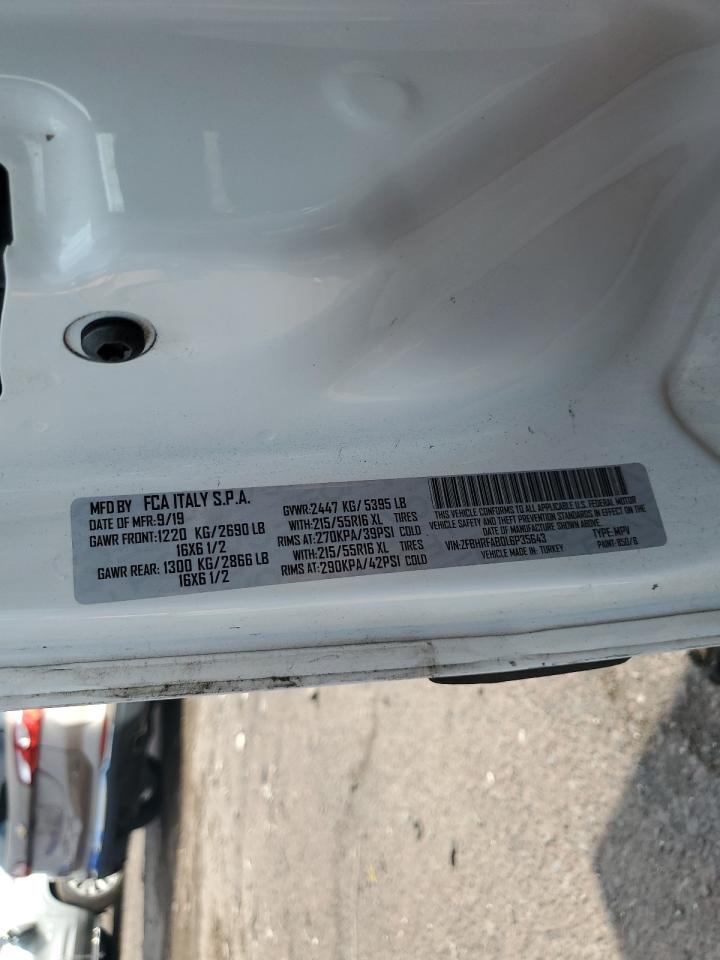 MFD BY FCA ITALY S.P.A.
DATE OF MFR: 9/19
GAWR FRONT: 1220 KG/2690 LB
16X6 1/2
GAWR REAR: 1300 KG/2866 LB
16X6 1/2
GVWR: 2447 KG/5395 LB
WITH: 215/55R16 XL TIRES
RIMS AT: 270KPA/39PSI COLD
WITH: 215/55R16 XL TIRES
RIMS AT: 290KPA/42PSI COLD
THIS VEHICLE CONFORMS TO ALL APPLICABLE U.S. FEDERAL MOTOR
VEHICLE SAFETY AND THEFT PREVENTION STANDARDS IN EFFECT ON THE
DATE OF MANUFACTURE SHOWN ABOVE.
VIN: ZFBHRFAB0L6P35643 TYPE: MPV
VEHICLE MADE IN: TURKEY PAINT: 850/6